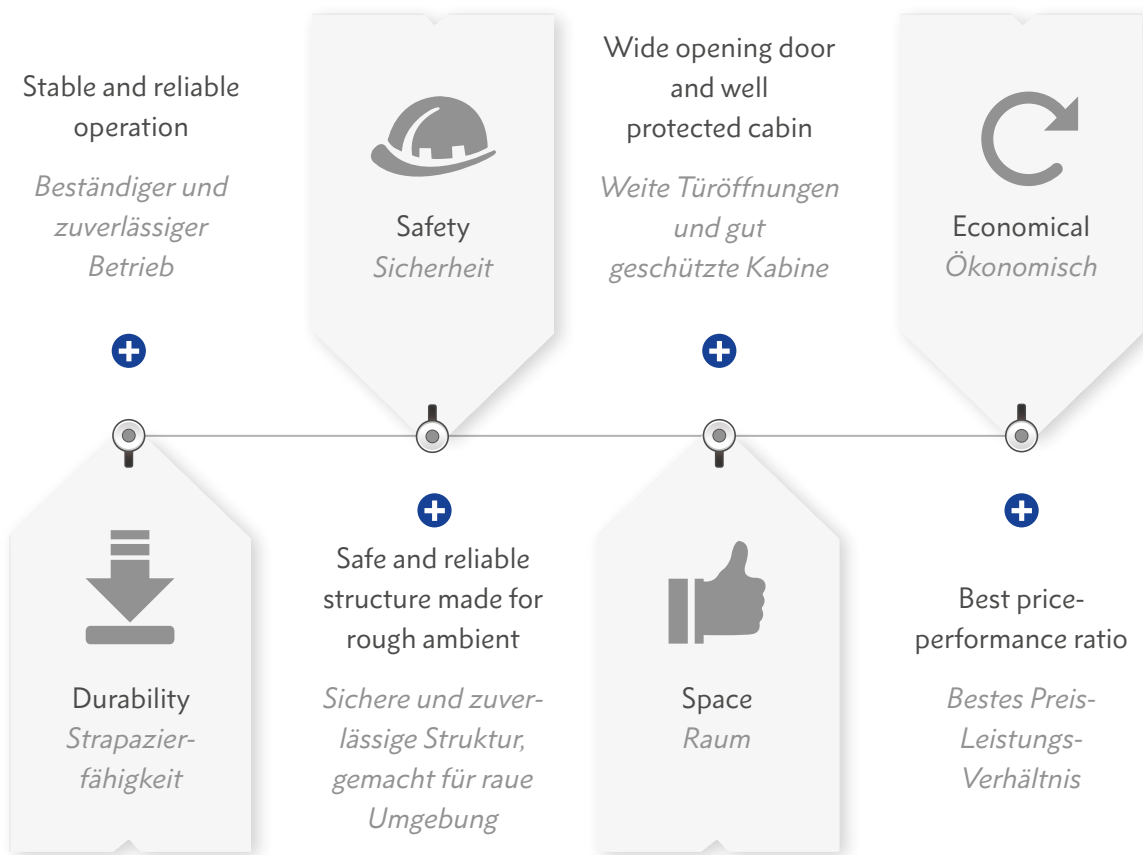 Stable and reliable
operation
Beständiger und
zuverlässiger
Betrieb
Durability
Strapazier-
fähigkeit
Safety
Sicherheit
Safe and reliable
structure made for
rough ambient
Sichere und zuver-
lässige Struktur,
gemacht für raue
Umgebung
Wide opening door
and well
protected cabin
Weite Türöffnungen
und gut
geschützte Kabine
Space
Raum
Economical
Ökonomisch
Best price-
performance ratio
Bestes Preis-
Leistungs-
Verhältnis